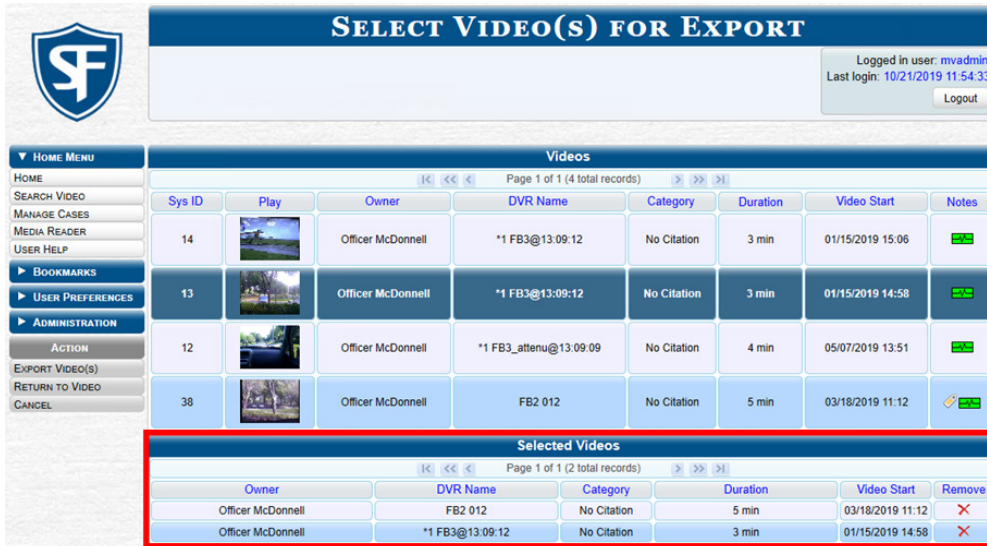 SELECT VIDEO(S) FOR EXPORT
SF
Logged in user: mvadmin
Last login: 10/21/2019 11:54:33
Logout
▼ HOME MENU
HOME
SEARCH VIDEO
MANAGE CASES
MEDIA READER
USER HELP
▶ BOOKMARKS
▶ USER PREFERENCES
▶ ADMINISTRATION
ACTION
EXPORT VIDEO(S)
RETURN TO VIDEO
CANCEL
Videos
|< << < Page 1 of 1 (4 total records) > >> >|
Sys ID Play Owner DVR Name Category Duration Video Start Notes
14 Officer McDonnell *1 FB3@13:09:12 No Citation 3 min 01/15/2019 15:06
13 Officer McDonnell *1 FB3@13:09:12 No Citation 3 min 01/15/2019 14:58
12 Officer McDonnell *1 FB3_attenu@13:09:09 No Citation 4 min 05/07/2019 13:51
38 Officer McDonnell FB2 012 No Citation 5 min 03/18/2019 11:12
Selected Videos
|< << < Page 1 of 1 (2 total records) > >> >|
Owner DVR Name Category Duration Video Start Remove
Officer McDonnell FB2 012 No Citation 5 min 03/18/2019 11:12
Officer McDonnell *1 FB3@13:09:12 No Citation 3 min 01/15/2019 14:58